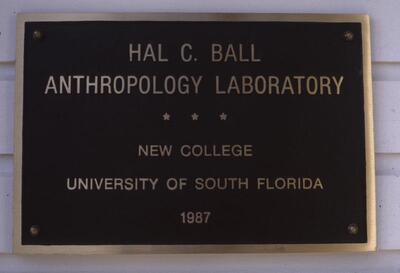 HAL C. BALL
ANTHROPOLOGY LABORATORY
* * *
NEW COLLEGE
UNIVERSITY OF SOUTH FLORIDA
1987